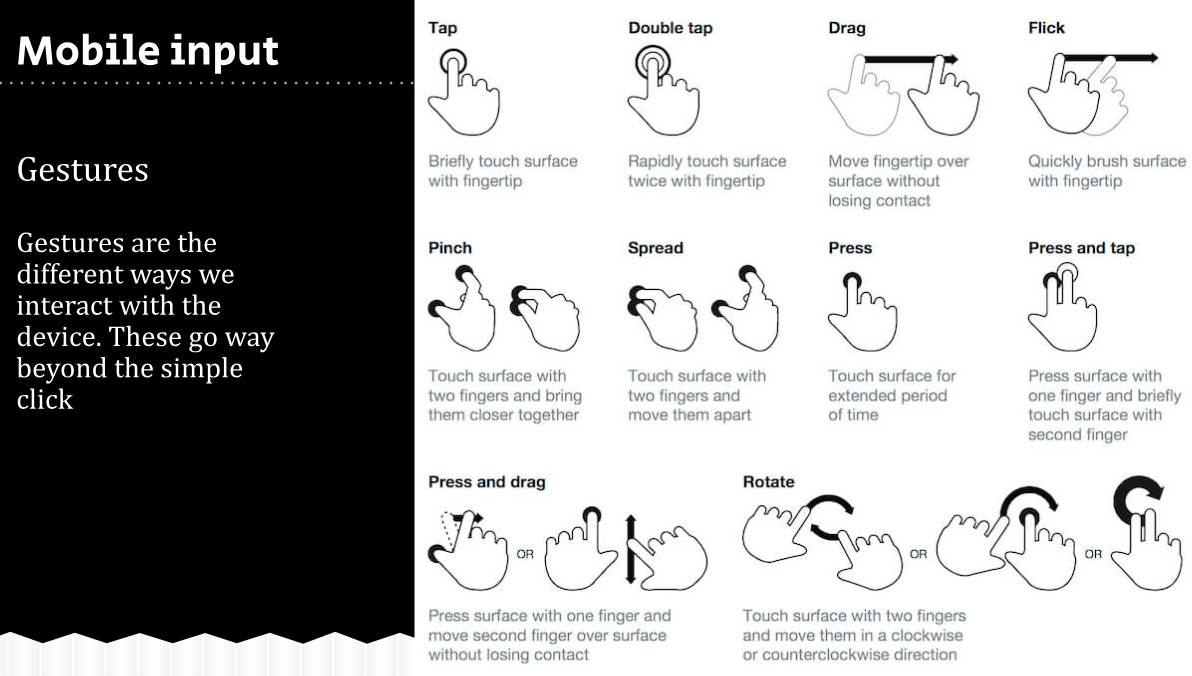 Mobile input
Gestures
Gestures are the
different ways we
interact with the
device. These go way
beyond the simple
click
Tap
Briefly touch surface
with fingertip
Double tap
Rapidly touch surface
twice with fingertip
Drag
Move fingertip over
surface without
losing contact
Flick
Quickly brush surface
with fingertip
Pinch
Touch surface with
two fingers and bring
them closer together
Spread
Touch surface with
two fingers and
move them apart
Press
Touch surface for
extended period
of time
Press and tap
Press surface with
one finger and briefly
touch surface with
second finger
Press and drag
OR
Press surface with one finger and
move second finger over surface
without losing contact
Rotate
OR
OR
Touch surface with two fingers
and move them in a clockwise
or counterclockwise direction